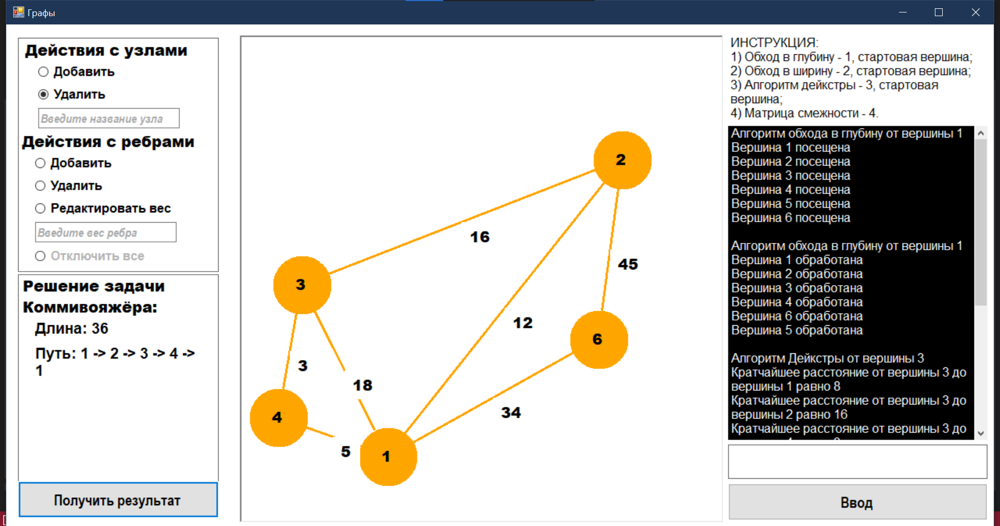 Графы
Действия с узлами
Добавить
Удалить
Введите название узла
Действия с ребрами
Добавить
Удалить
Редактировать вес
Введите вес ребра
Отключить все
Решение задачи
Коммивояжёра:
Длина: 36
Путь: 1 -> 2 -> 3 -> 4 ->
1
Получить результат
2
16
45
3
12
6
3
18
34
4
5
1
ИНСТРУКЦИЯ:
1) Обход в глубину - 1, стартовая вершина;
2) Обход в ширину - 2, стартовая вершина;
3) Алгоритм дейкстры - 3, стартовая
вершина;
4) Матрица смежности - 4.
Алгоритм обхода в глубину от вершины 1
Вершина 1 посещена
Вершина 2 посещена
Вершина 3 посещена
Вершина 4 посещена
Вершина 5 посещена
Вершина 6 посещена
Алгоритм обхода в глубину от вершины 1
Вершина 1 обработана
Вершина 2 обработана
Вершина 3 обработана
Вершина 4 обработана
Вершина 6 обработана
Вершина 5 обработана
Алгоритм Дейкстры от вершины 3
Кратчайшее расстояние от вершины 3 до
вершины 1 равно 8
Кратчайшее расстояние от вершины 3 до
вершины 2 равно 16
Кратчайшее расстояние от вершины 3 до
Ввод